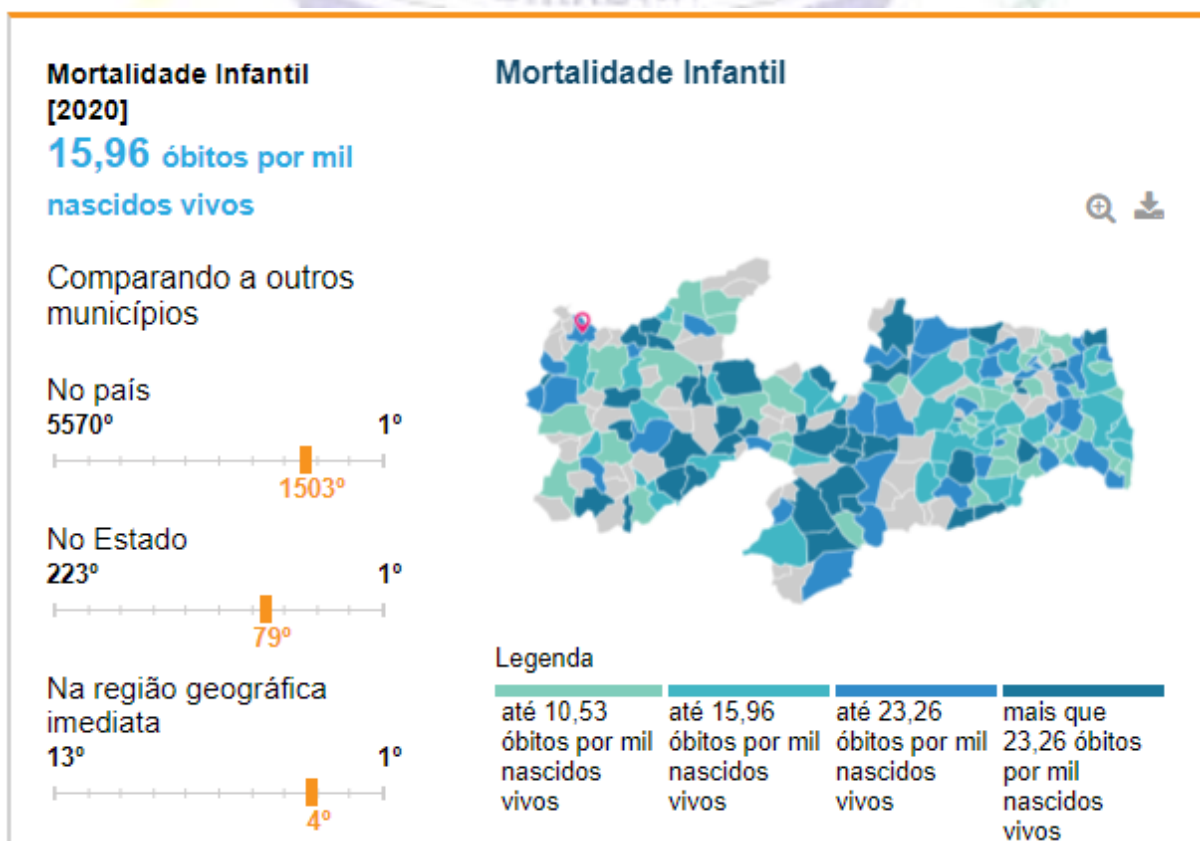 Mortalidade Infantil
[2020]
15,96 óbitos por mil
nascidos vivos
Comparando a outros
municípios
No país
5570º 1º
1503º
No Estado
223º 1º
79º
Na região geográfica
imediata
13º 1º
4º
Mortalidade Infantil
Legenda
até 10,53
óbitos por mil
nascidos
vivos
até 15,96
óbitos por mil
nascidos
vivos
até 23,26
óbitos por mil
nascidos
vivos
mais que
23,26 óbitos
por mil
nascidos
vivos